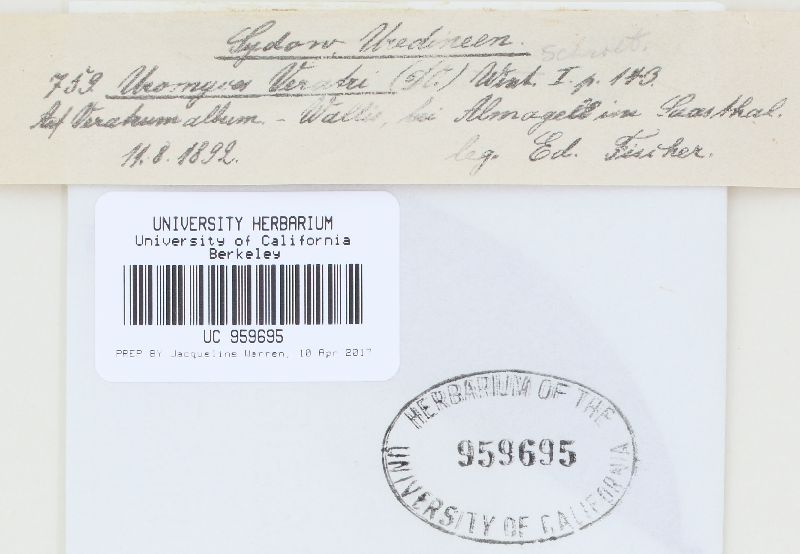 Sydow, Uredineen.
Schroet.
759. Uromyces Veratri (DC.) Wint. I. p. 143.
Auf Veratrum album. - Wallis, bei Almagell im Saasthal.
11.8.1892. leg. Ed. Fischer.
UNIVERSITY HERBARIUM
University of California
Berkeley
UC 959695
PREP BY Jacqueline Warren, 10 Apr 2017
HERBARIUM OF THE
959695
UNIVERSITY OF CALIFORNIA